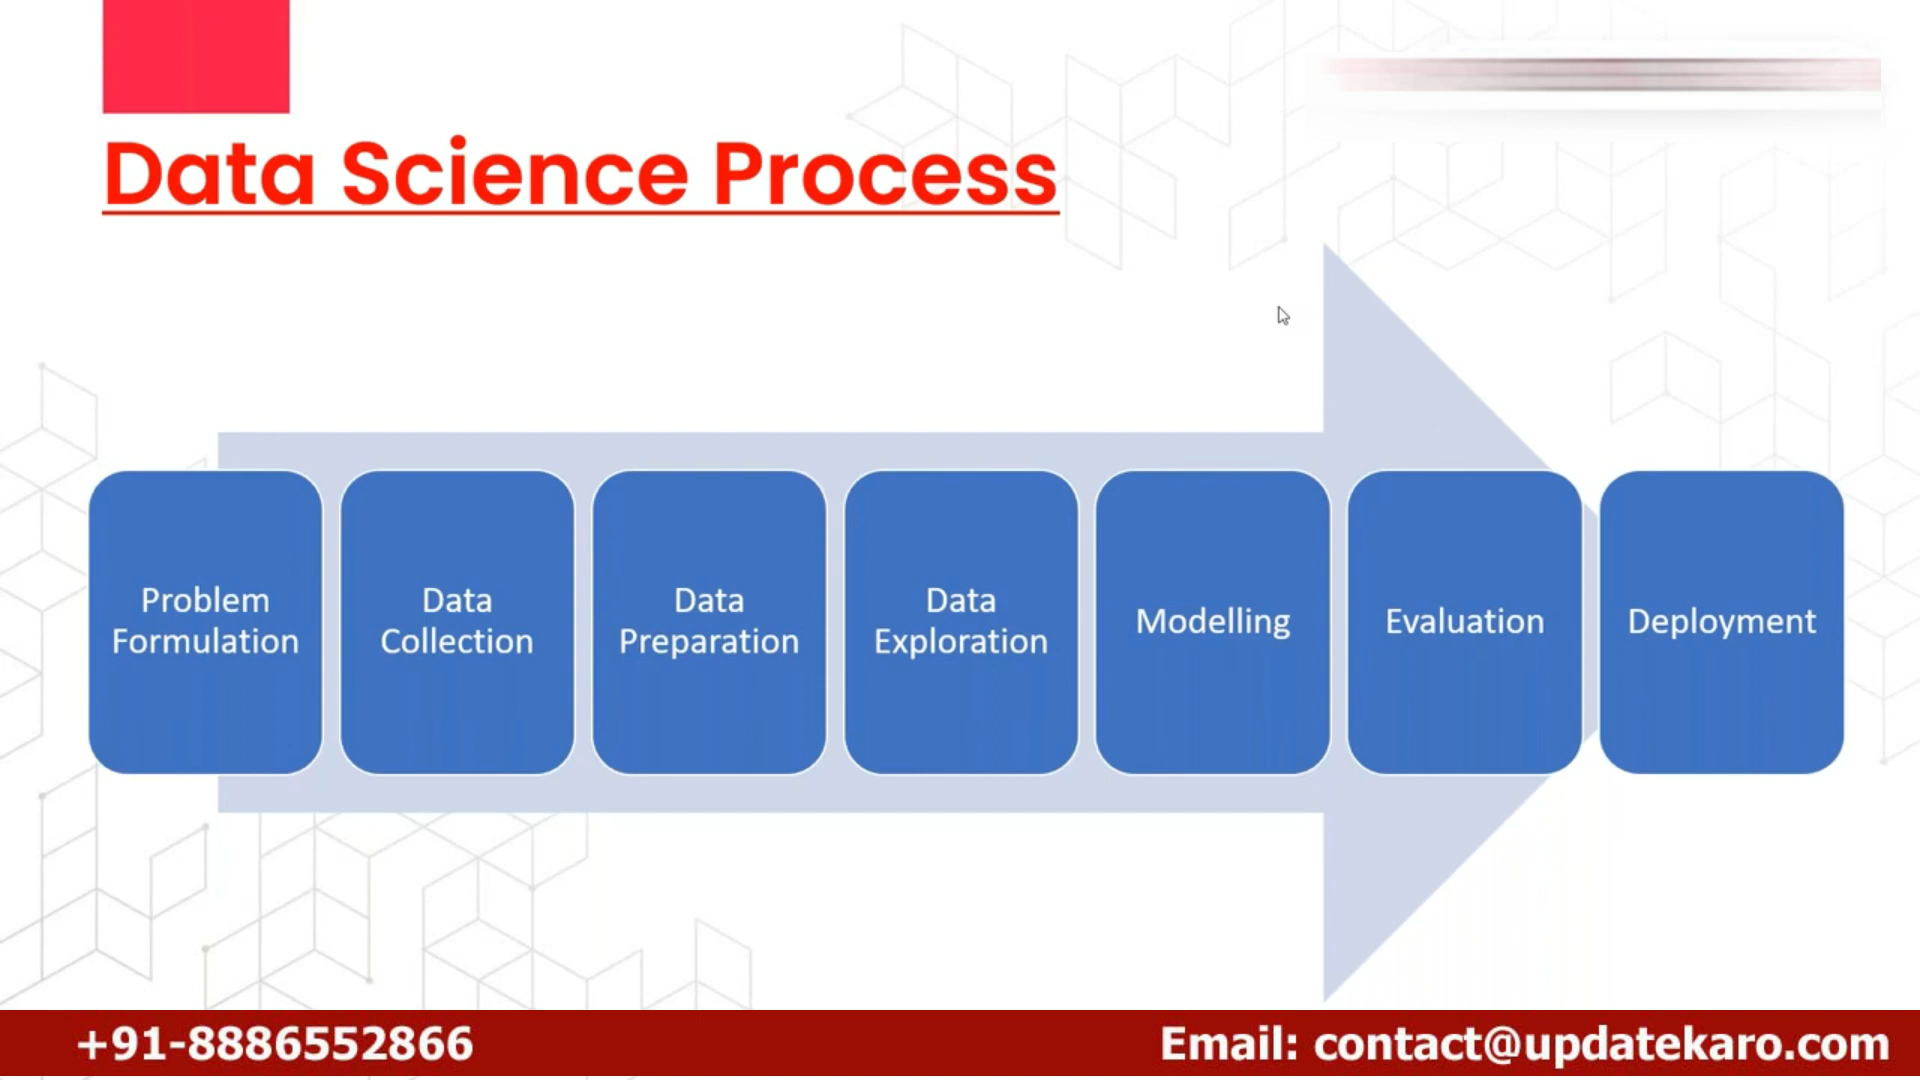 Data Science Process
Problem
Formulation
Data
Collection
Data
Preparation
Data
Exploration
Modelling
Evaluation
Deployment
+91-8886552866
Email: contact@updatekaro.com